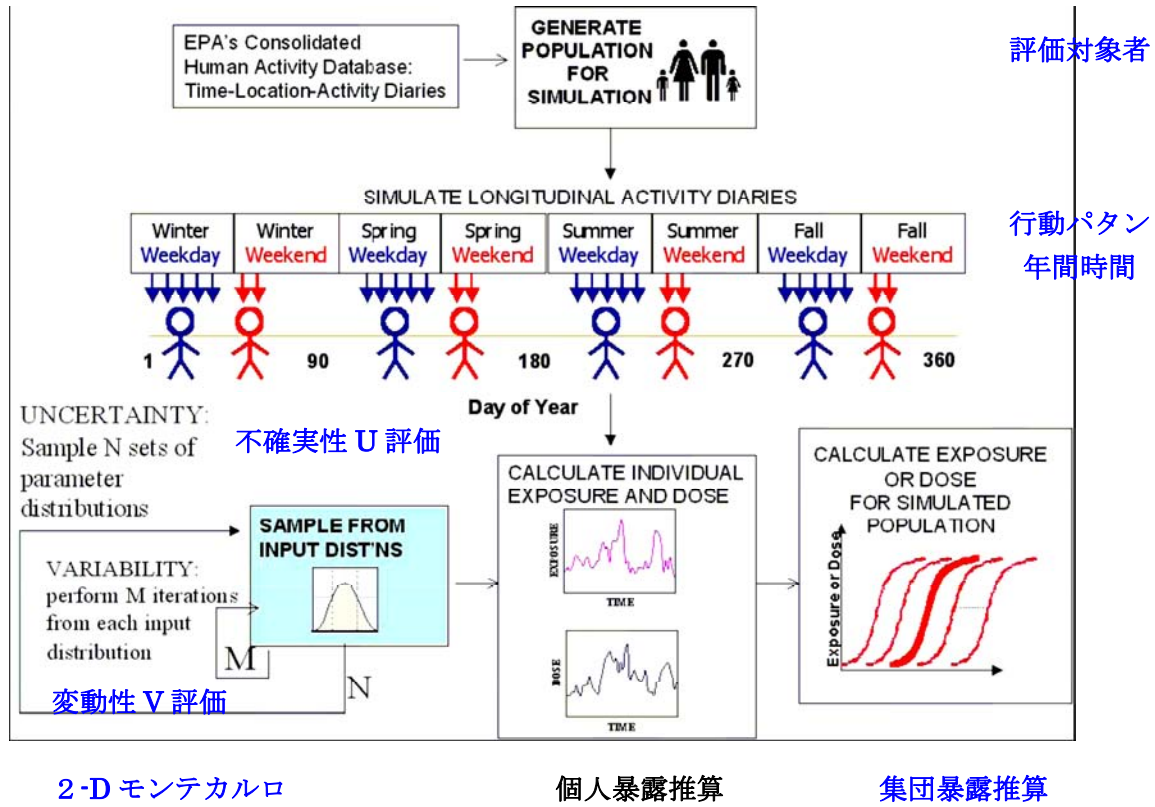 EPA's Consolidated
Human Activity Database:
Time-Location-Activity Diaries
GENERATE
POPULATION
FOR
SIMULATION
評価対象者
SIMULATE LONGITUDINAL ACTIVITY DIARIES
Winter
Weekday
Winter
Weekend
Spring
Weekday
Spring
Weekend
Summer
Weekday
Summer
Weekend
Fall
Weekday
Fall
Weekend
行動パタン
年間時間
1 90 180 270 360
Day of Year
UNCERTAINTY:
Sample N sets of
parameter
distributions
不確実性 U 評価
SAMPLE FROM
INPUT DIST'NS
VARIABILITY:
perform M iterations
from each input
distribution
M
N
変動性 V 評価
CALCULATE INDIVIDUAL
EXPOSURE AND DOSE
EXPOSURE
TIME
DOSE
TIME
CALCULATE EXPOSURE
OR DOSE
FOR SIMULATED
POPULATION
Exposure or Dose
２-D モンテカルロ
個人暴露推算
集団暴露推算